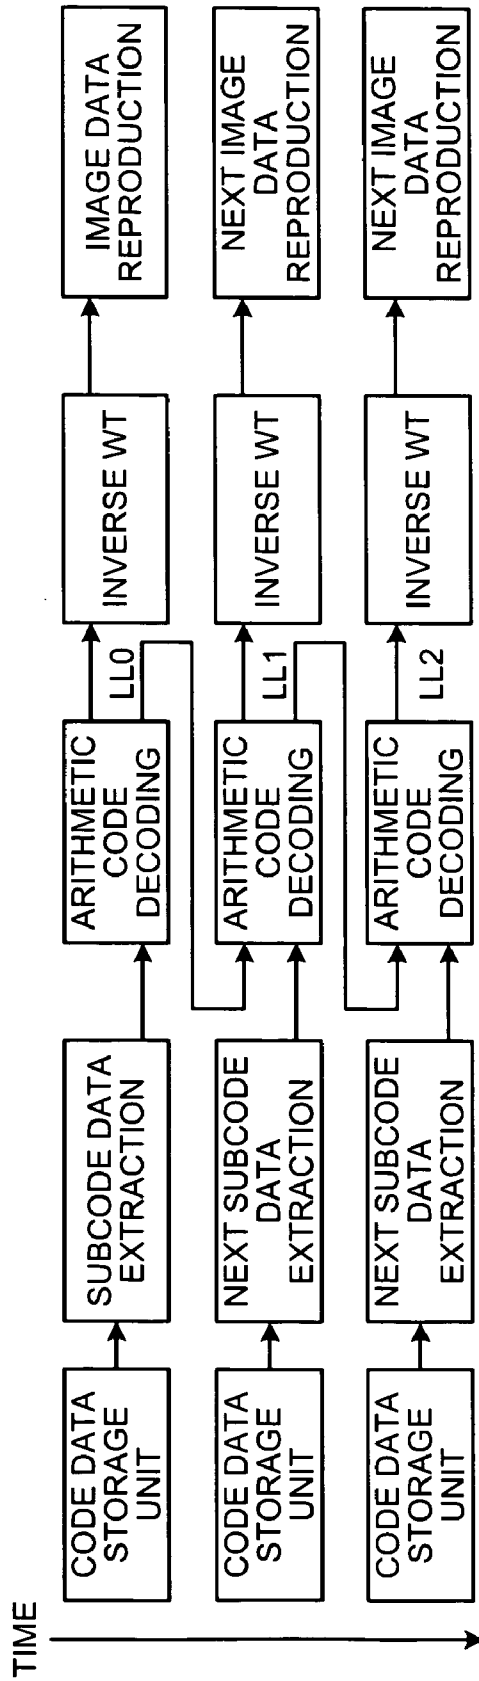 TIME
CODE DATA
STORAGE
UNIT
SUBCODE DATA
EXTRACTION
ARITHMETIC
CODE
DECODING
LL0
INVERSE WT
IMAGE DATA
REPRODUCTION
CODE DATA
STORAGE
UNIT
NEXT SUBCODE
DATA
EXTRACTION
ARITHMETIC
CODE
DECODING
LL1
INVERSE WT
NEXT IMAGE
DATA
REPRODUCTION
CODE DATA
STORAGE
UNIT
NEXT SUBCODE
DATA
EXTRACTION
ARITHMETIC
CODE
DECODING
LL2
INVERSE WT
NEXT IMAGE
DATA
REPRODUCTION